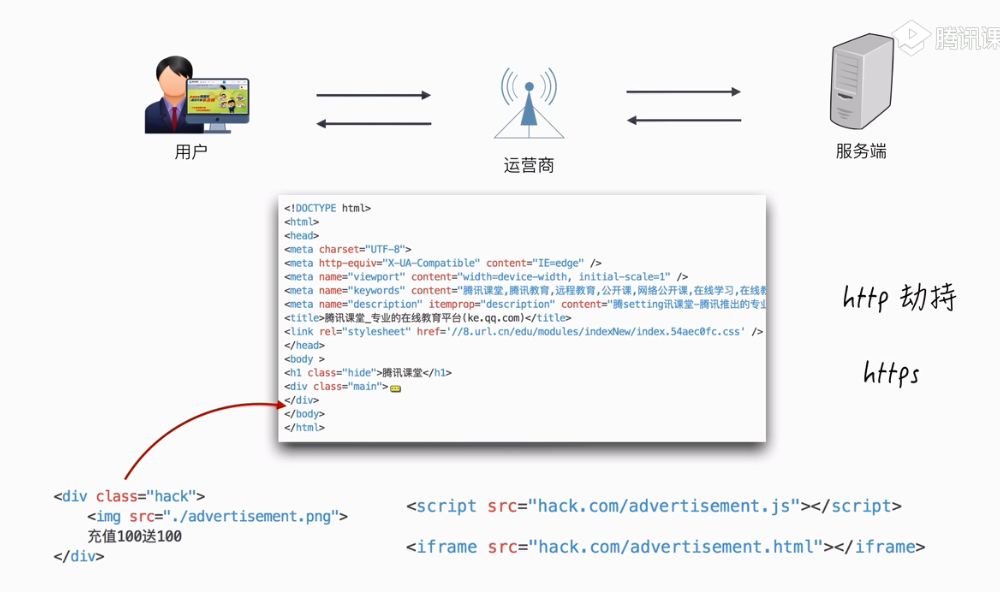 腾讯课
用户
运营商
服务端
<!DOCTYPE html>
<html>
<head>
<meta charset="UTF-8">
<meta http-equiv="X-UA-Compatible" content="IE=edge" />
<meta name="viewport" content="width=device-width, initial-scale=1" />
<meta name="keywords" content="腾讯课堂,腾讯教育,远程教育,公开课,网络公开课,在线学习,在线教
<meta name="description" itemprop="description" content="腾setting讯课堂-腾讯推出的专业
<title>腾讯课堂_专业的在线教育平台(ke.qq.com)</title>
<link rel="stylesheet" href='//8.url.cn/edu/modules/indexNew/index.54aec0fc.css' />
</head>
<body >
<h1 class="hide">腾讯课堂</h1>
<div class="main">
</div>
</body>
</html>
http 劫持
https
<div class="hack">
<img src="./advertisement.png">
充值100送100
</div>
<script src="hack.com/advertisement.js"></script>
<iframe src="hack.com/advertisement.html"></iframe>